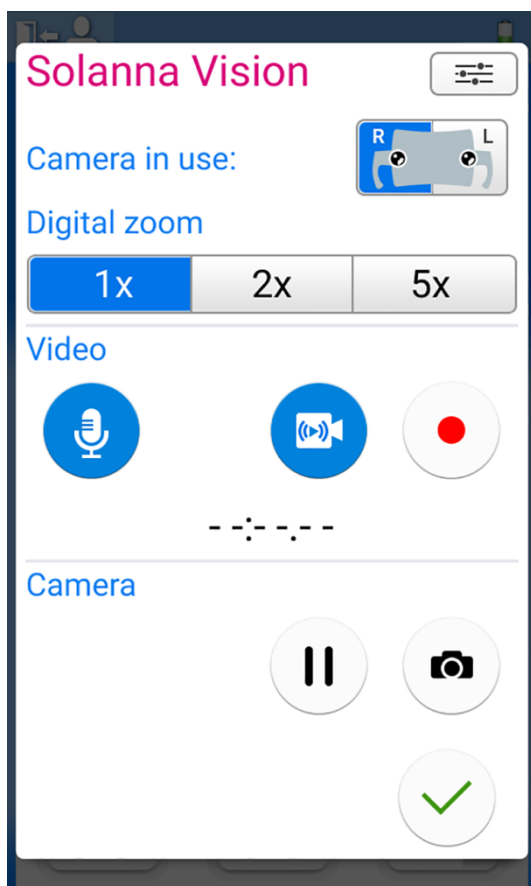 Solanna Vision
Camera in use:
R L
Digital zoom
1x 2x 5x
Video
- -:- -.- -
Camera